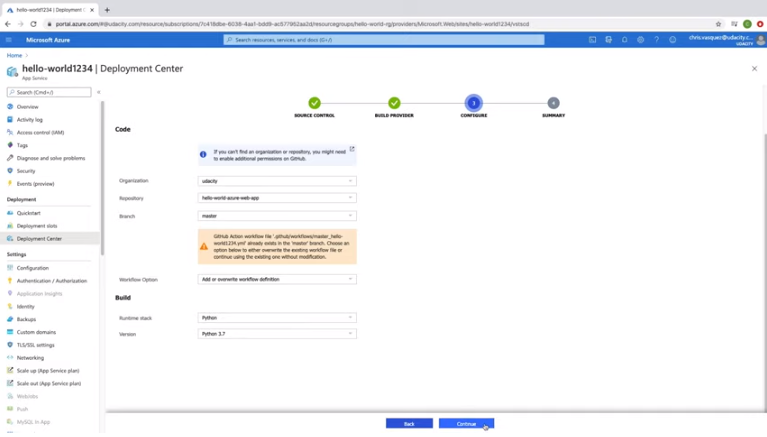 hello-world1234 | Deployment C
portal.azure.com/#@udacity.com/resource/subscriptions/7c418dbe-6038-4aa1-bdd9-ac577952aa2d/resourcegroups/hello-world-rg/providers/Microsoft.Web/sites/hello-world1234/vstscd
Microsoft Azure
Search resources, services, and docs (G+/)
chris.vasquez@udacity.c...
UDACITY
Home
hello-world1234 | Deployment Center
App Service
Search (Cmd+/)
Overview
Activity log
Access control (IAM)
Tags
Diagnose and solve problems
Security
Events (preview)
Deployment
Quickstart
Deployment slots
Deployment Center
Settings
Configuration
Authentication / Authorization
Application Insights
Identity
Backups
Custom domains
TLS/SSL settings
Networking
Scale up (App Service plan)
Scale out (App Service plan)
WebJobs
Push
MySQL In App
3
4
SOURCE CONTROL
BUILD PROVIDER
CONFIGURE
SUMMARY
Code
If you can't find an organization or repository, you might need
to enable additional permissions on GitHub.
Organization
udacity
Repository
hello-world-azure-web-app
Branch
master
GitHub Action workflow file '.github/workflows/master_hello-
world1234.yml' already exists in the 'master' branch. Choose an
option below to either overwrite the existing workflow file or
continue using the existing one without modification.
Workflow Option
Add or overwrite workflow definition
Build
Runtime stack
Python
Version
Python 3.7
Back
Continue